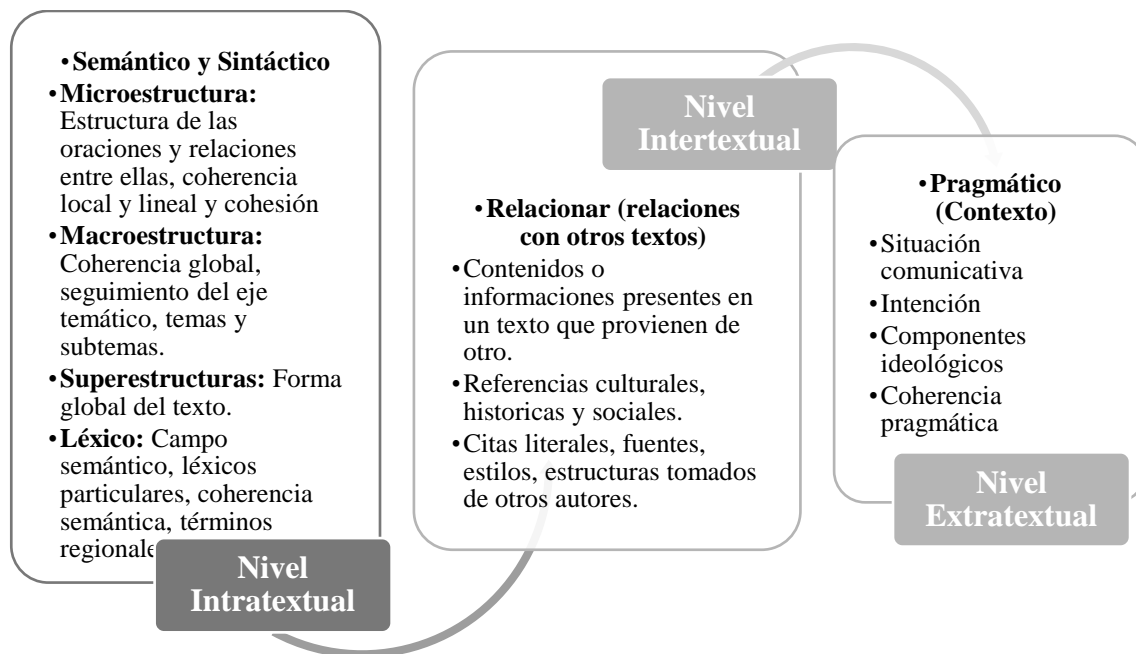 •Semántico y Sintáctico
•Microestructura:
Estructura de las
oraciones y relaciones
entre ellas, coherencia
local y lineal y cohesión
•Macroestructura:
Coherencia global,
seguimiento del eje
temático, temas y
subtemas.
•Superestructuras: Forma
global del texto.
•Léxico: Campo
semántico, léxicos
particulares, coherencia
semántica, términos
Nivel
Intratextual
•Relacionar (relaciones
con otros textos)
•Contenidos o
informaciones presentes en
un texto que provienen de
otro.
•Referencias culturales,
historicas y sociales.
•Citas literales, fuentes,
estilos, estructuras tomados
de otros autores.
Nivel
Intertextual
•Pragmático
(Contexto)
•Situación
comunicativa
•Intención
•Componentes
ideológicos
•Coherencia
pragmática
Nivel
Extratextual